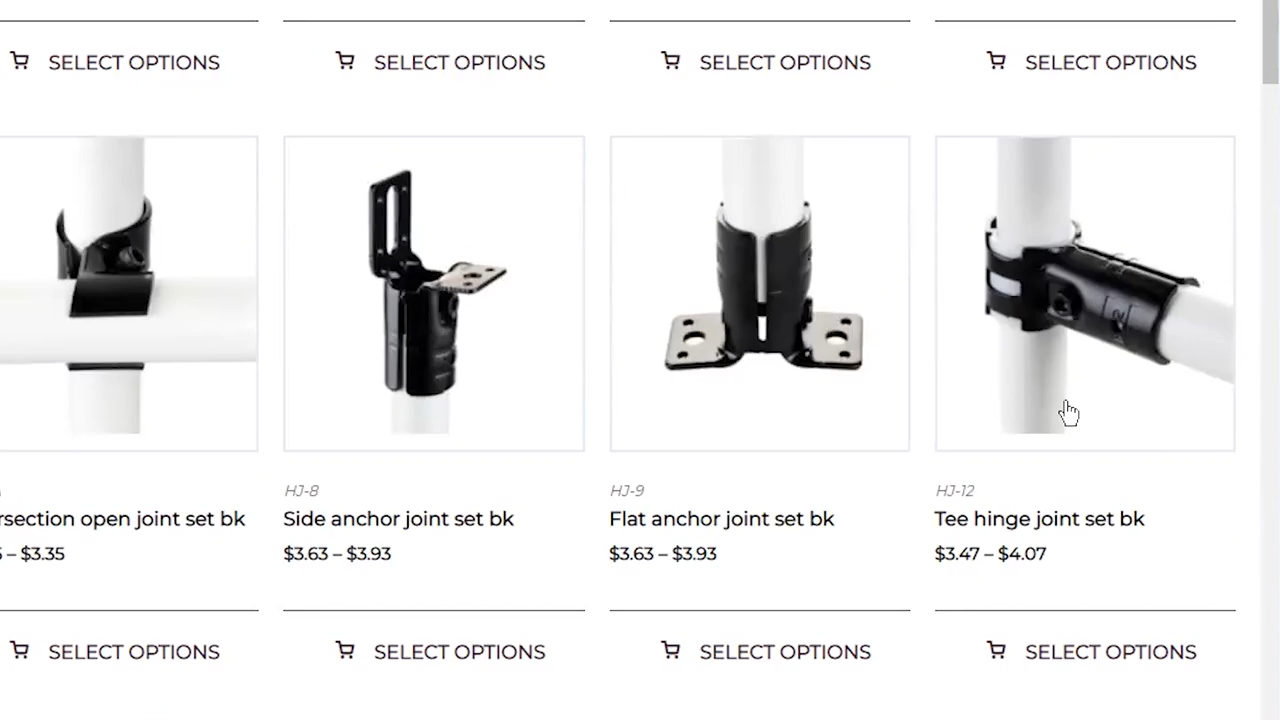 SELECT OPTIONS SELECT OPTIONS SELECT OPTIONS SELECT OPTIONS
HJ-8 HJ-9 HJ-12
open joint set bk Side anchor joint set bk Flat anchor joint set bk Tee hinge joint set bk
– $3.35 $3.63 – $3.93 $3.63 – $3.93 $3.47 – $4.07
SELECT OPTIONS SELECT OPTIONS SELECT OPTIONS SELECT OPTIONS